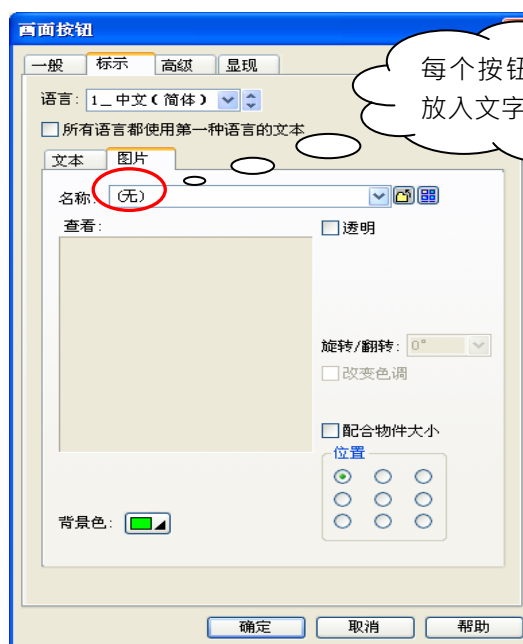 画面按钮
一般 标示 高级 显现
每个按钮
放入文字
语言: 1_中文(简体)
所有语言都使用第一种语言的文本
文本 图片
名称: (无)
查看:
透明
旋转/翻转: 0°
改变色调
配合物件大小
位置
背景色:
确定 取消 帮助